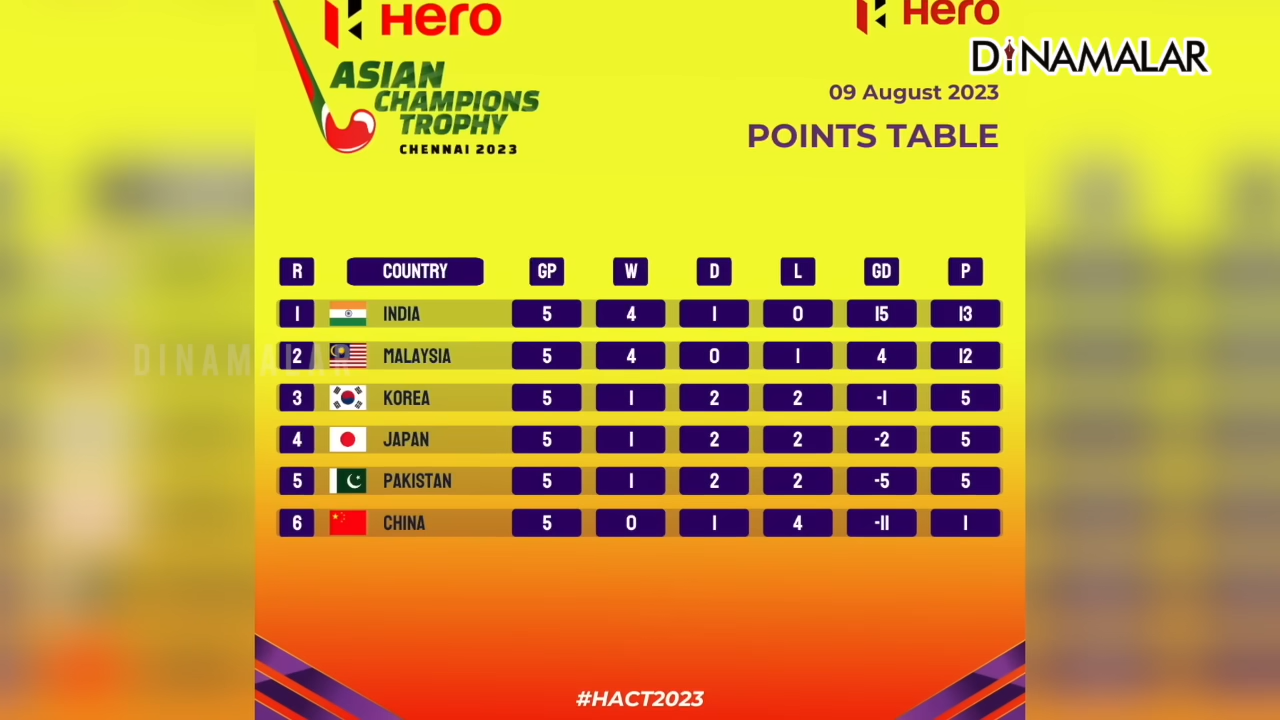 Hero
Hero
DINAMALAR
ASIAN
CHAMPIONS
TROPHY
CHENNAI 2023
09 August 2023
POINTS TABLE
R COUNTRY GP W D L GD P
1 INDIA 5 4 1 0 15 13
2 MALAYSIA 5 4 0 1 4 12
DINAMALAR
3 KOREA 5 1 2 2 -1 5
4 JAPAN 5 1 2 2 -2 5
5 PAKISTAN 5 1 2 2 -5 5
6 CHINA 5 0 1 4 -11 1
#HACT2023